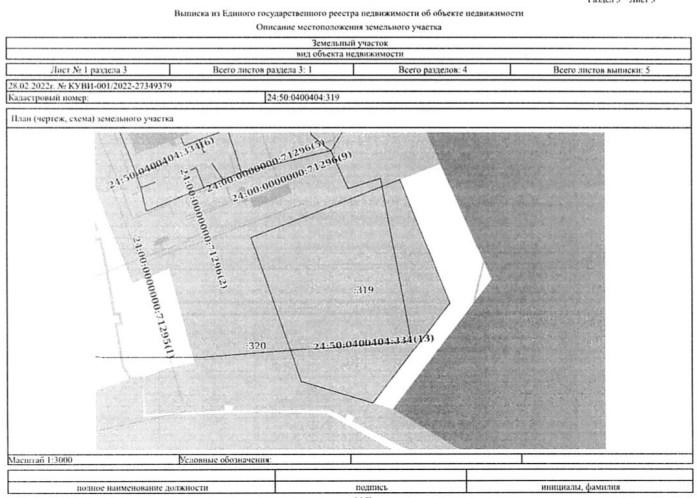 Выписка из Единого государственного реестра недвижимости об объекте недвижимости
Описание местоположения земельного участка
Земельный участок
вид объекта недвижимости
Лист № 1 раздела 3 Всего листов раздела 3: 1 Всего разделов: 4 Всего листов выписки: 5
28.02.2022г. № КУВИ-001/2022-27349379
Кадастровый номер: 24:50:0400404:319
План (чертеж, схема) земельного участка
24:50:0400404:334(6)
24:00:0000000:71296(5)
24:00:0000000:71296(9)
24:00:0000000:71296(2)
24:00:0000000:71295(1)
:319
:320
24:50:0400404:334(13)
Масштаб 1:3000 Условные обозначения:
полное наименование должности подпись инициалы, фамилия